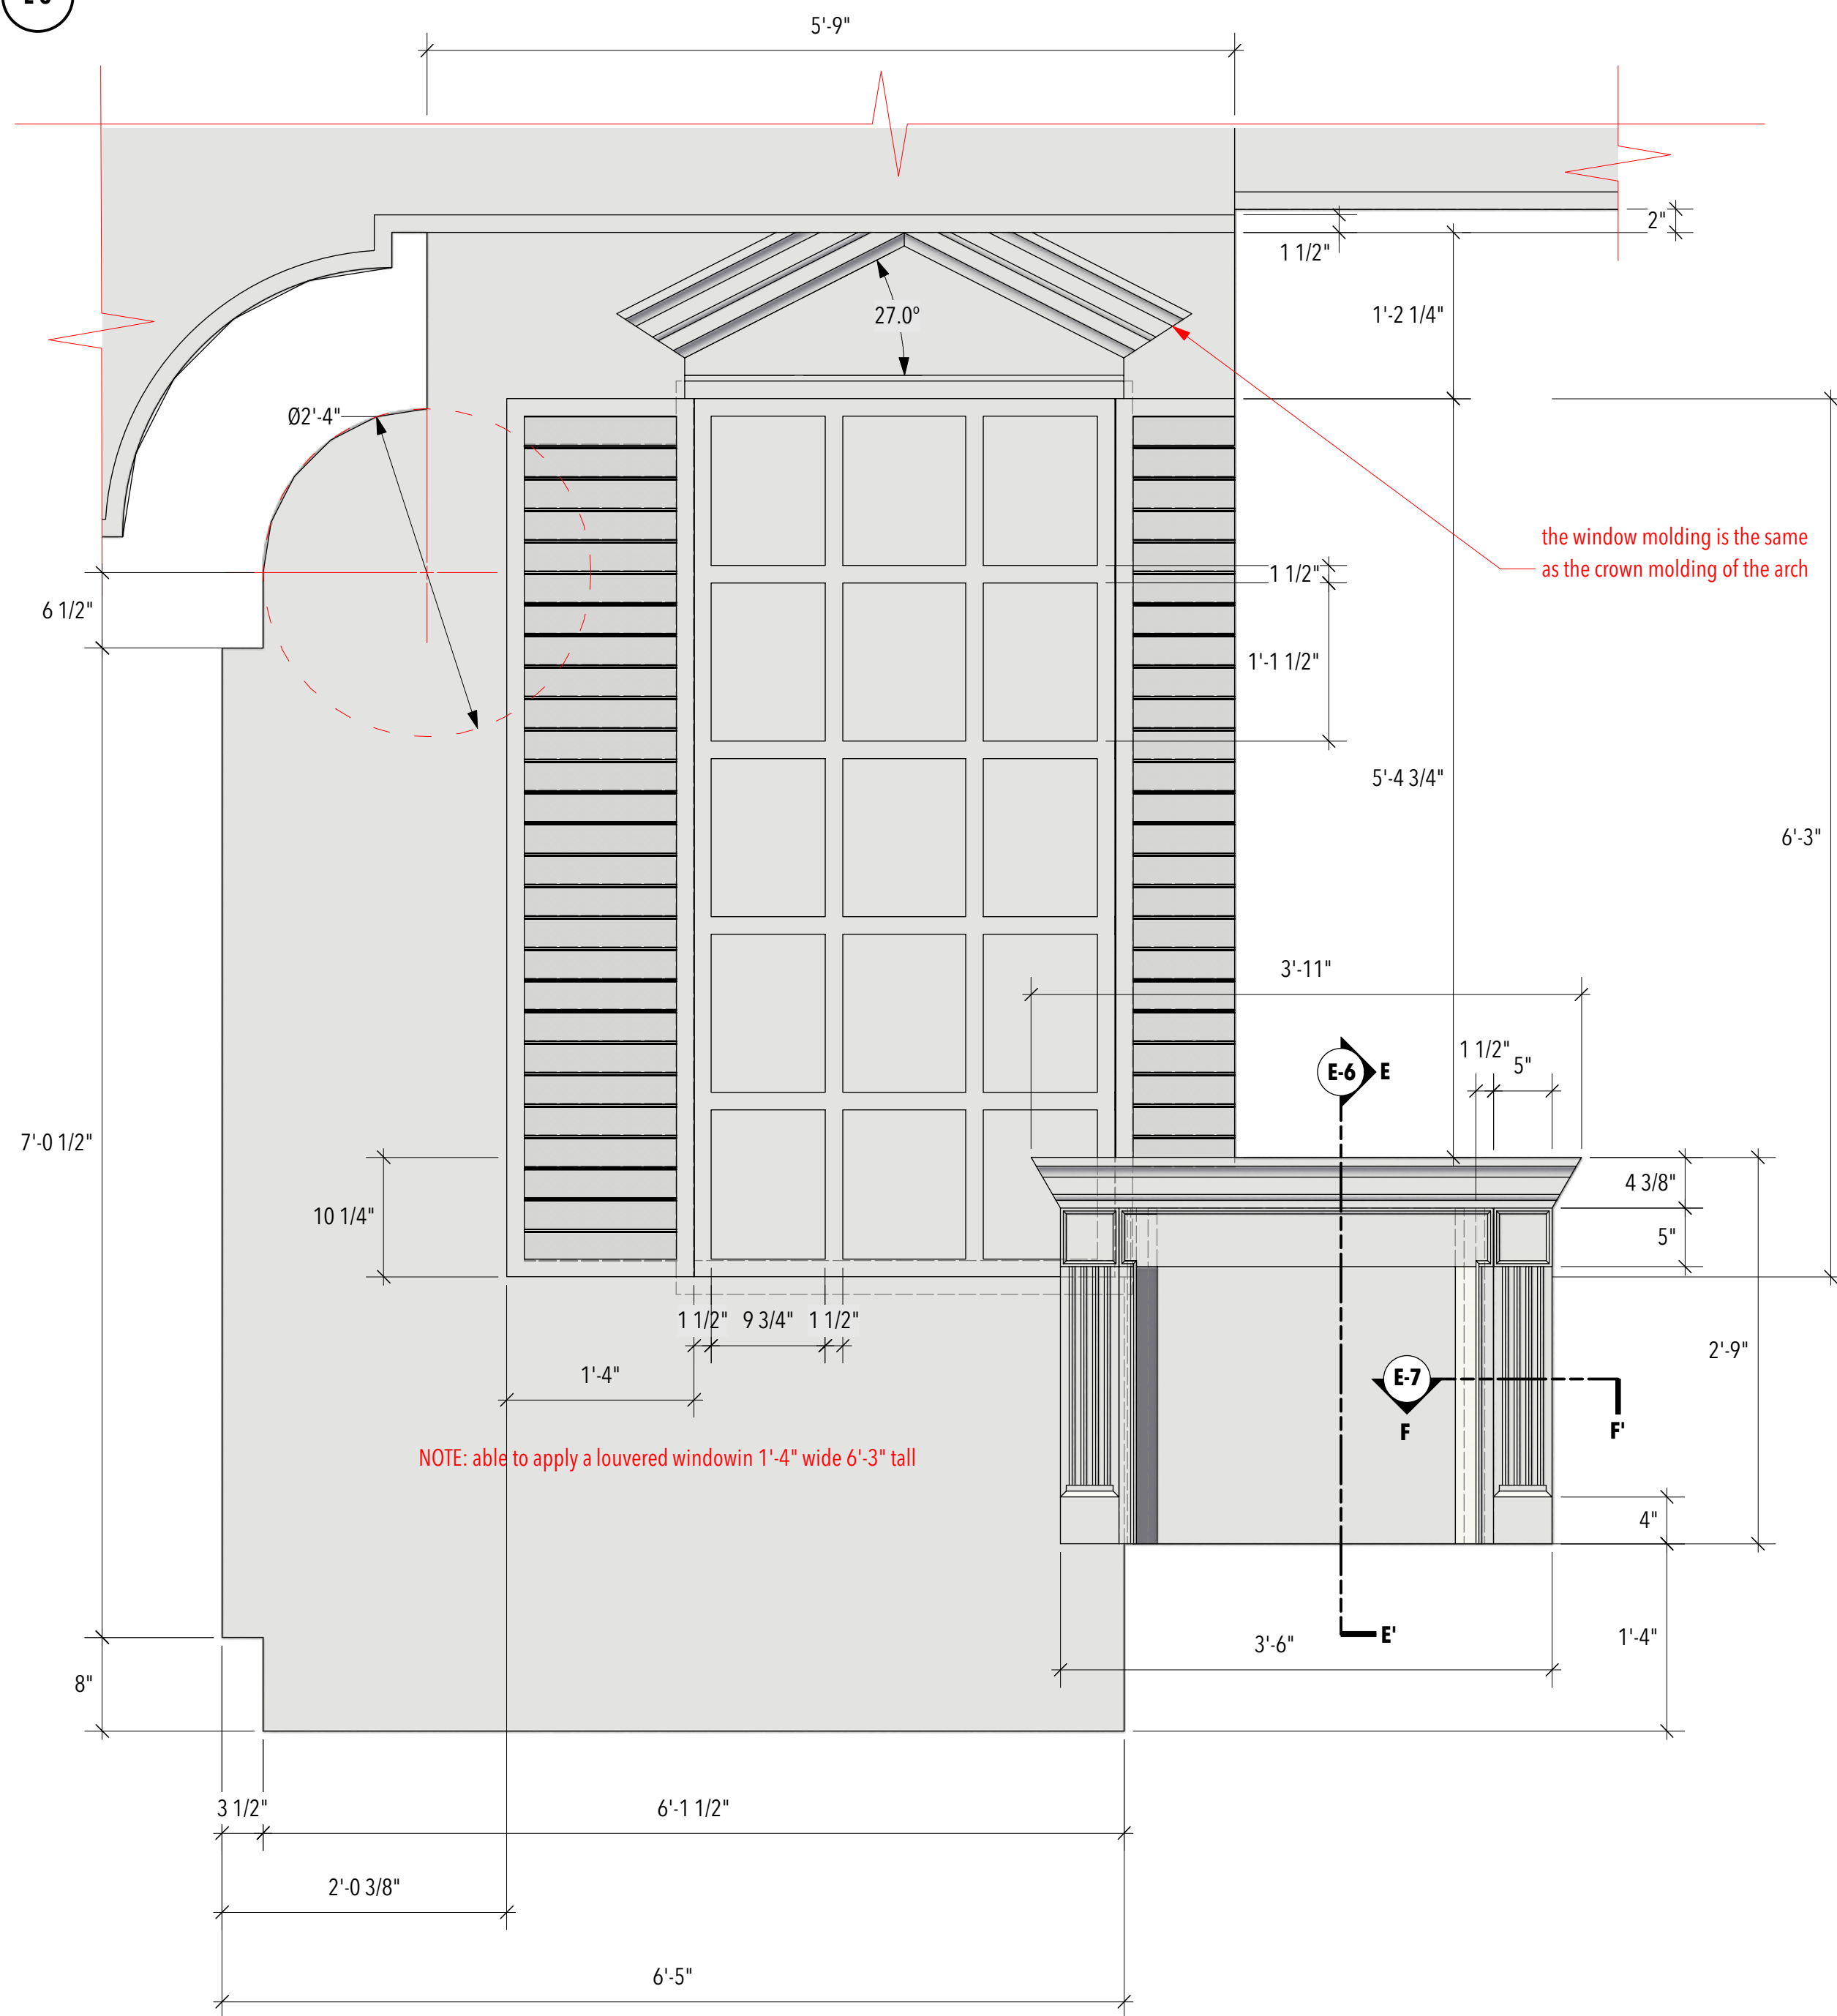 5'-9"
2"
1 1/2"
1'-2 1/4"
27.0º
Ø2'-4"
the window molding is the same
as the crown molding of the arch
1 1/2"
6 1/2"
1'-1 1/2"
5'-4 3/4"
6'-3"
3'-11"
1 1/2"
5"
E-6
E
7'-0 1/2"
4 3/8"
10 1/4"
5"
1 1/2"
9 3/4"
1 1/2"
2'-9"
1'-4"
E-7
F
F'
NOTE: able to apply a louvered windowin 1'-4" wide 6'-3" tall
4"
E'
3'-6"
1'-4"
8"
3 1/2"
6'-1 1/2"
2'-0 3/8"
6'-5"